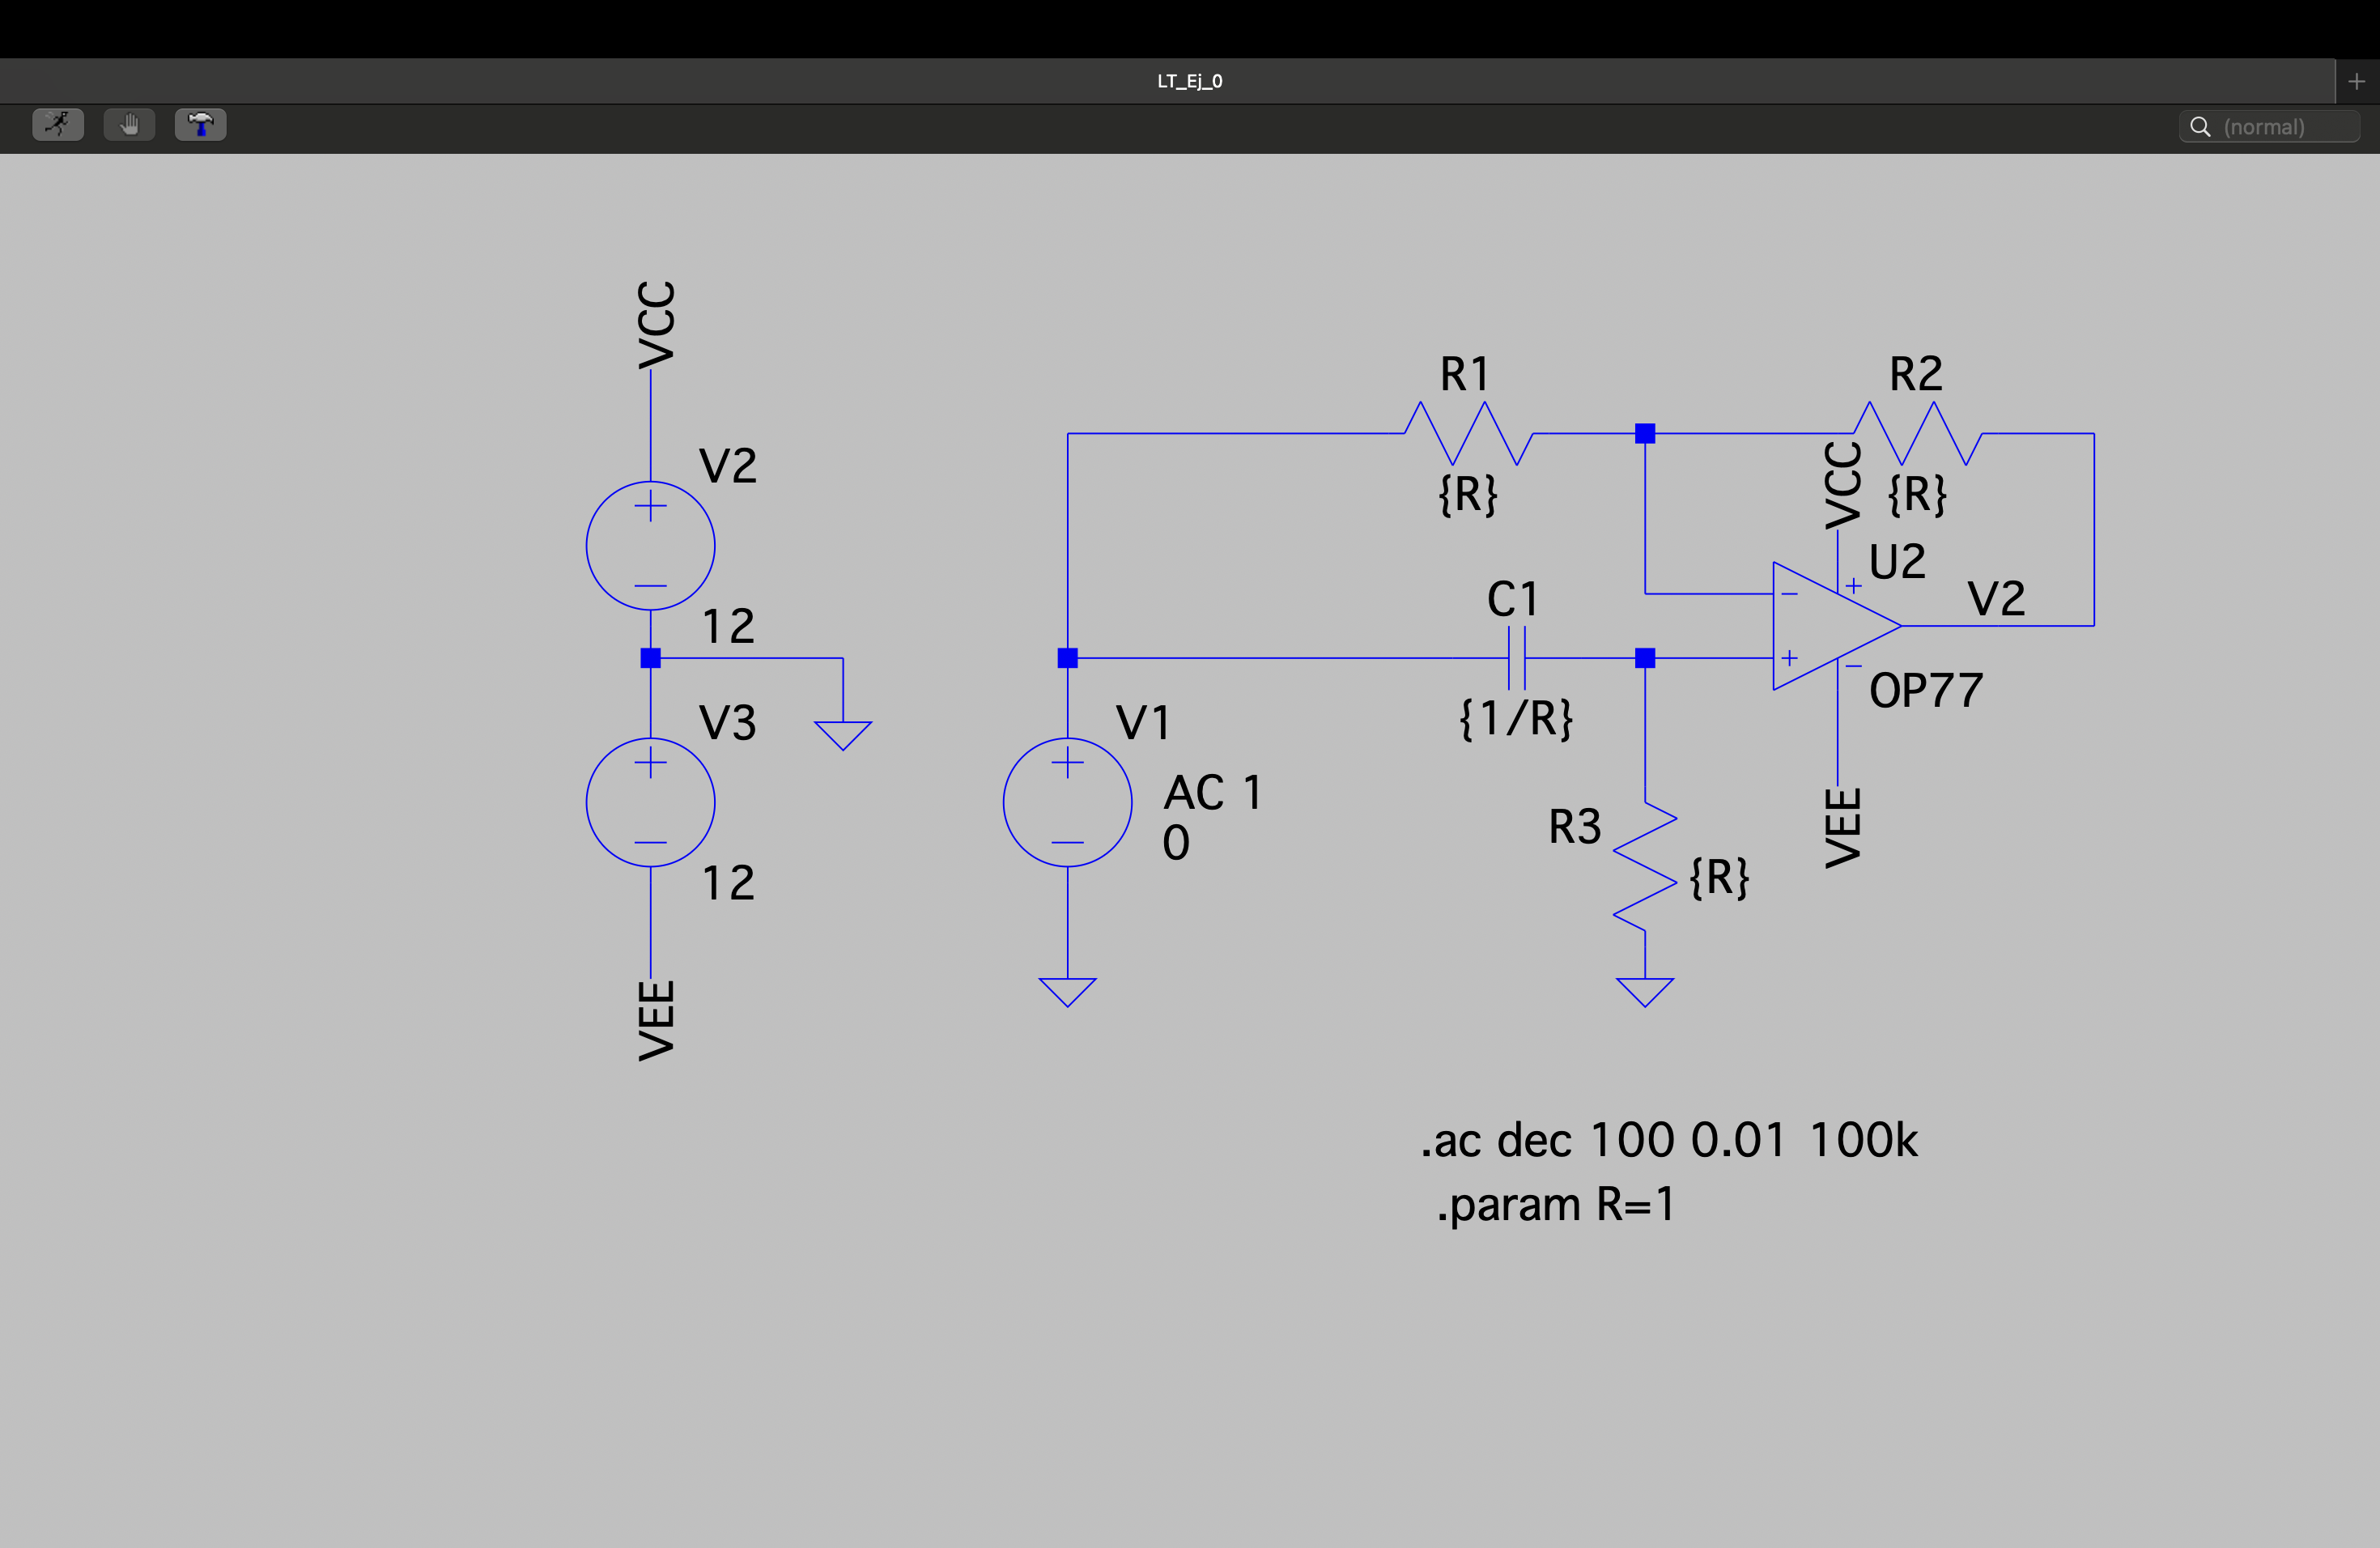 LT_Ej_0
(normal)
VCC
V2
12
V3
12
VEE
R1
{R}
R2
{R}
VCC
U2
V2
OP77
VEE
C1
{1/R}
V1
AC 1
0
R3
{R}
.ac dec 100 0.01 100k
.param R=1